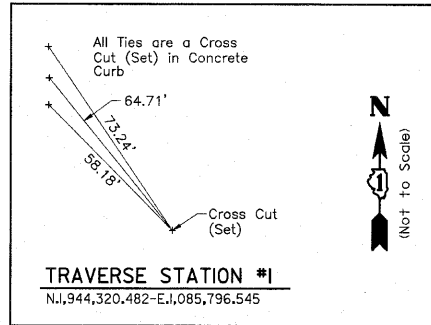 All Ties are a Cross
Cut (Set) in Concrete
Curb
64.71'
73.24'
58.18'
Cross Cut
(Set)
N
1
(Not to Scale)
TRAVERSE STATION #1
N.1,944,320.482-E.1,085,796.545